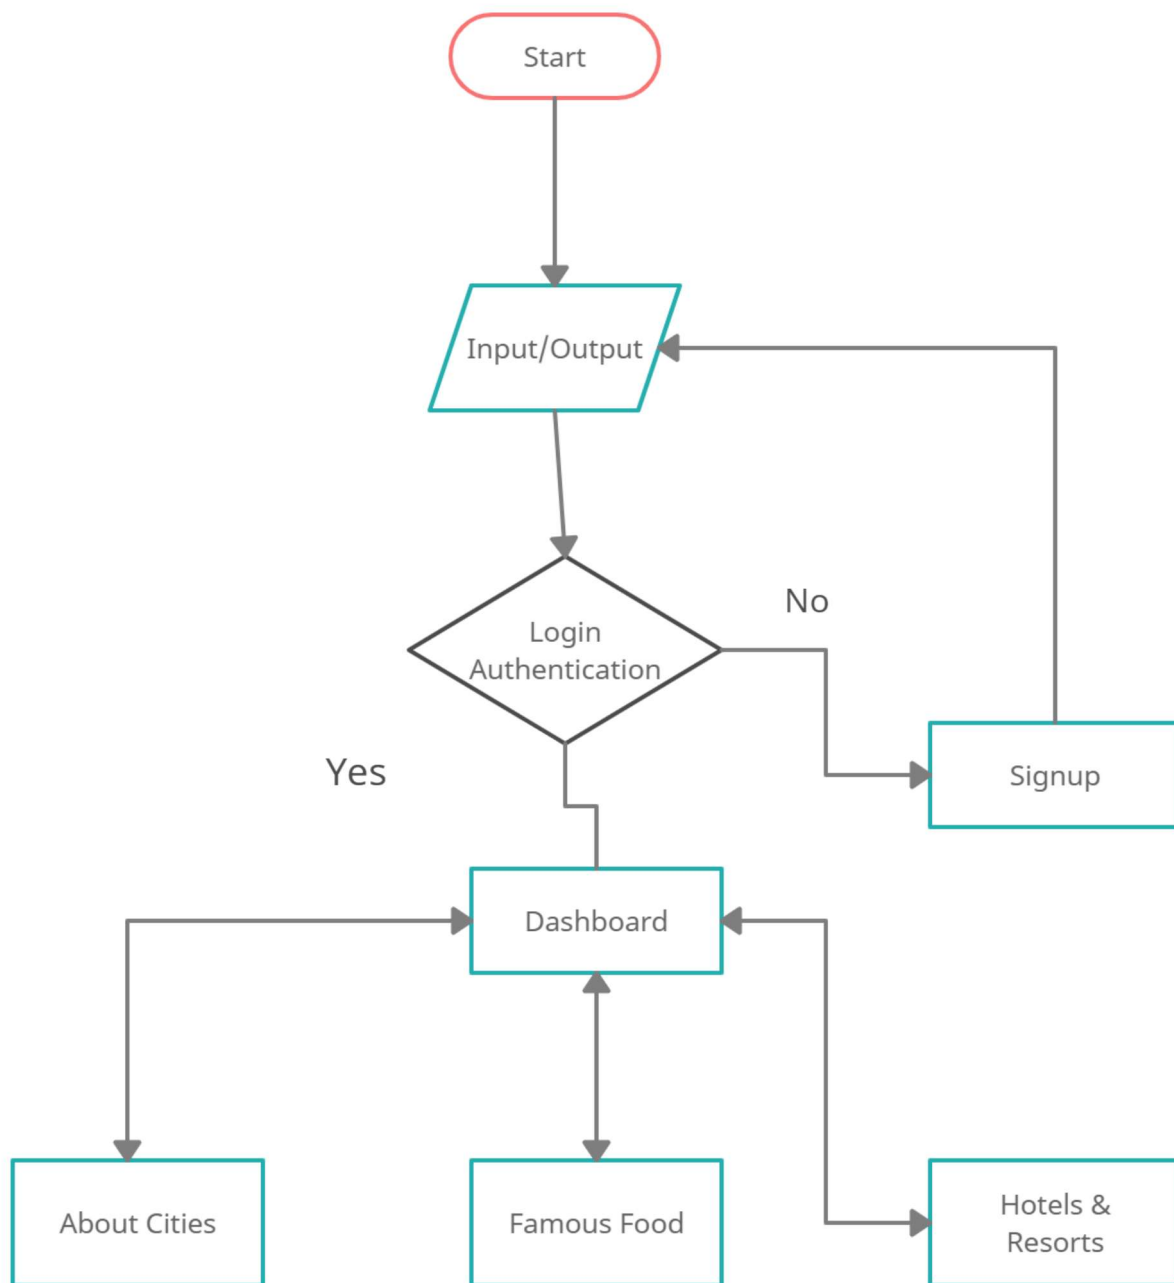 Start
Input/Output
Login
Authentication
No
Yes
Signup
Dashboard
About Cities
Famous Food
Hotels &
Resorts